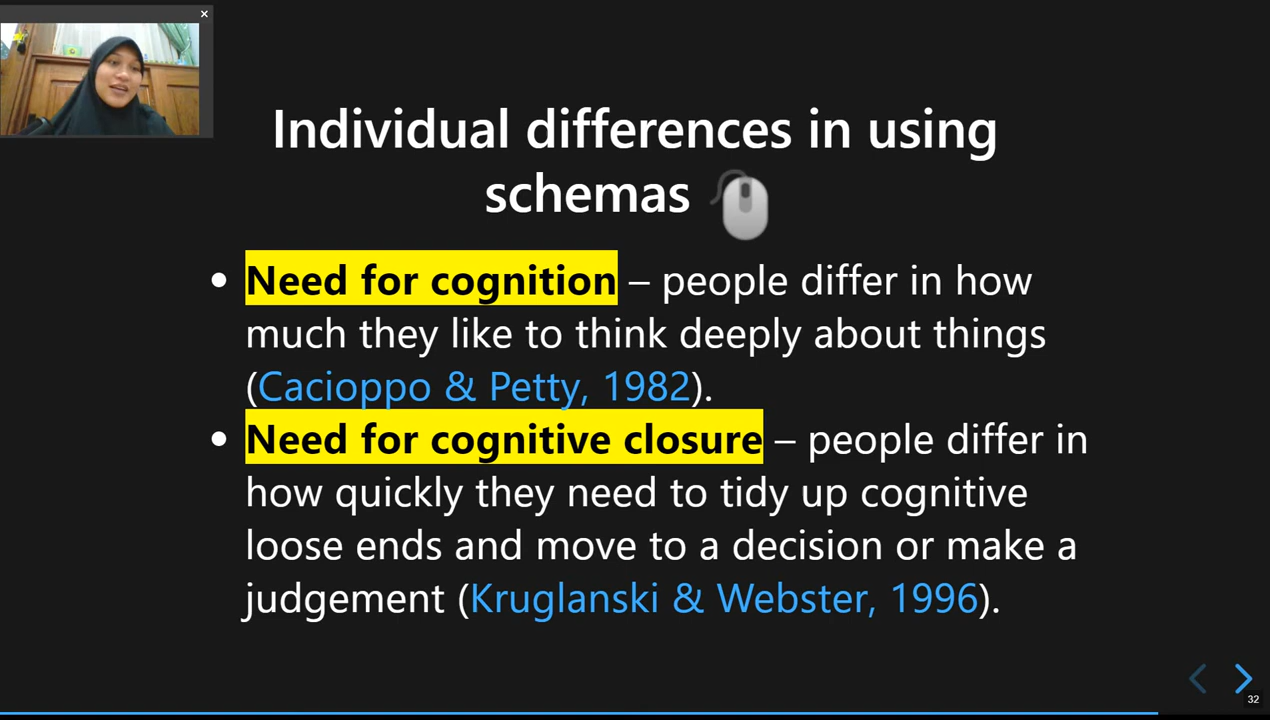 Individual differences in using
schemas
Need for cognition – people differ in how
much they like to think deeply about things
(Cacioppo & Petty, 1982).
Need for cognitive closure – people differ in
how quickly they need to tidy up cognitive
loose ends and move to a decision or make a
judgement (Kruglanski & Webster, 1996).
32